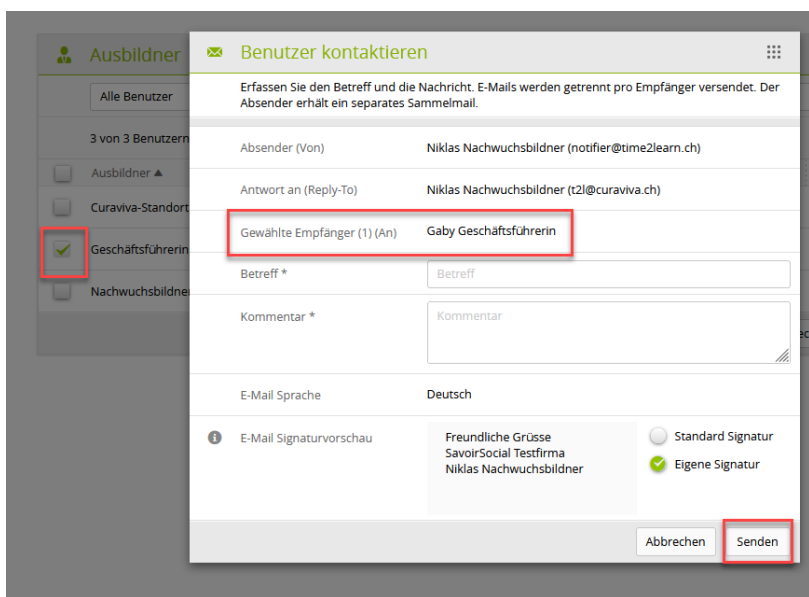 Ausbildner
Alle Benutzer
3 von 3 Benutzern
Ausbildner
Curaviva-Standort
Geschäftsführerin
Nachwuchsbildner
Benutzer kontaktieren
Erfassen Sie den Betreff und die Nachricht. E-Mails werden getrennt pro Empfänger versendet. Der
Absender erhält ein separates Sammelmail.
Absender (Von) Niklas Nachwuchsbildner (notifier@time2learn.ch)
Antwort an (Reply-To) Niklas Nachwuchsbildner (t2l@curaviva.ch)
Gewählte Empfänger (1) (An) Gaby Geschäftsführerin
Betreff * Betreff
Kommentar * Kommentar
E-Mail Sprache Deutsch
E-Mail Signaturvorschau
Freundliche Grüsse
SavoirSocial Testfirma
Niklas Nachwuchsbildner
Standard Signatur
Eigene Signatur
Abbrechen Senden